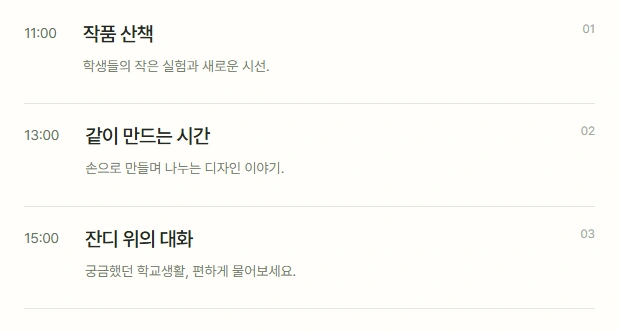 11:00 작품 산책 01
학생들의 작은 실험과 새로운 시선.
13:00 같이 만드는 시간 02
손으로 만들며 나누는 디자인 이야기.
15:00 잔디 위의 대화 03
궁금했던 학교생활, 편하게 물어보세요.